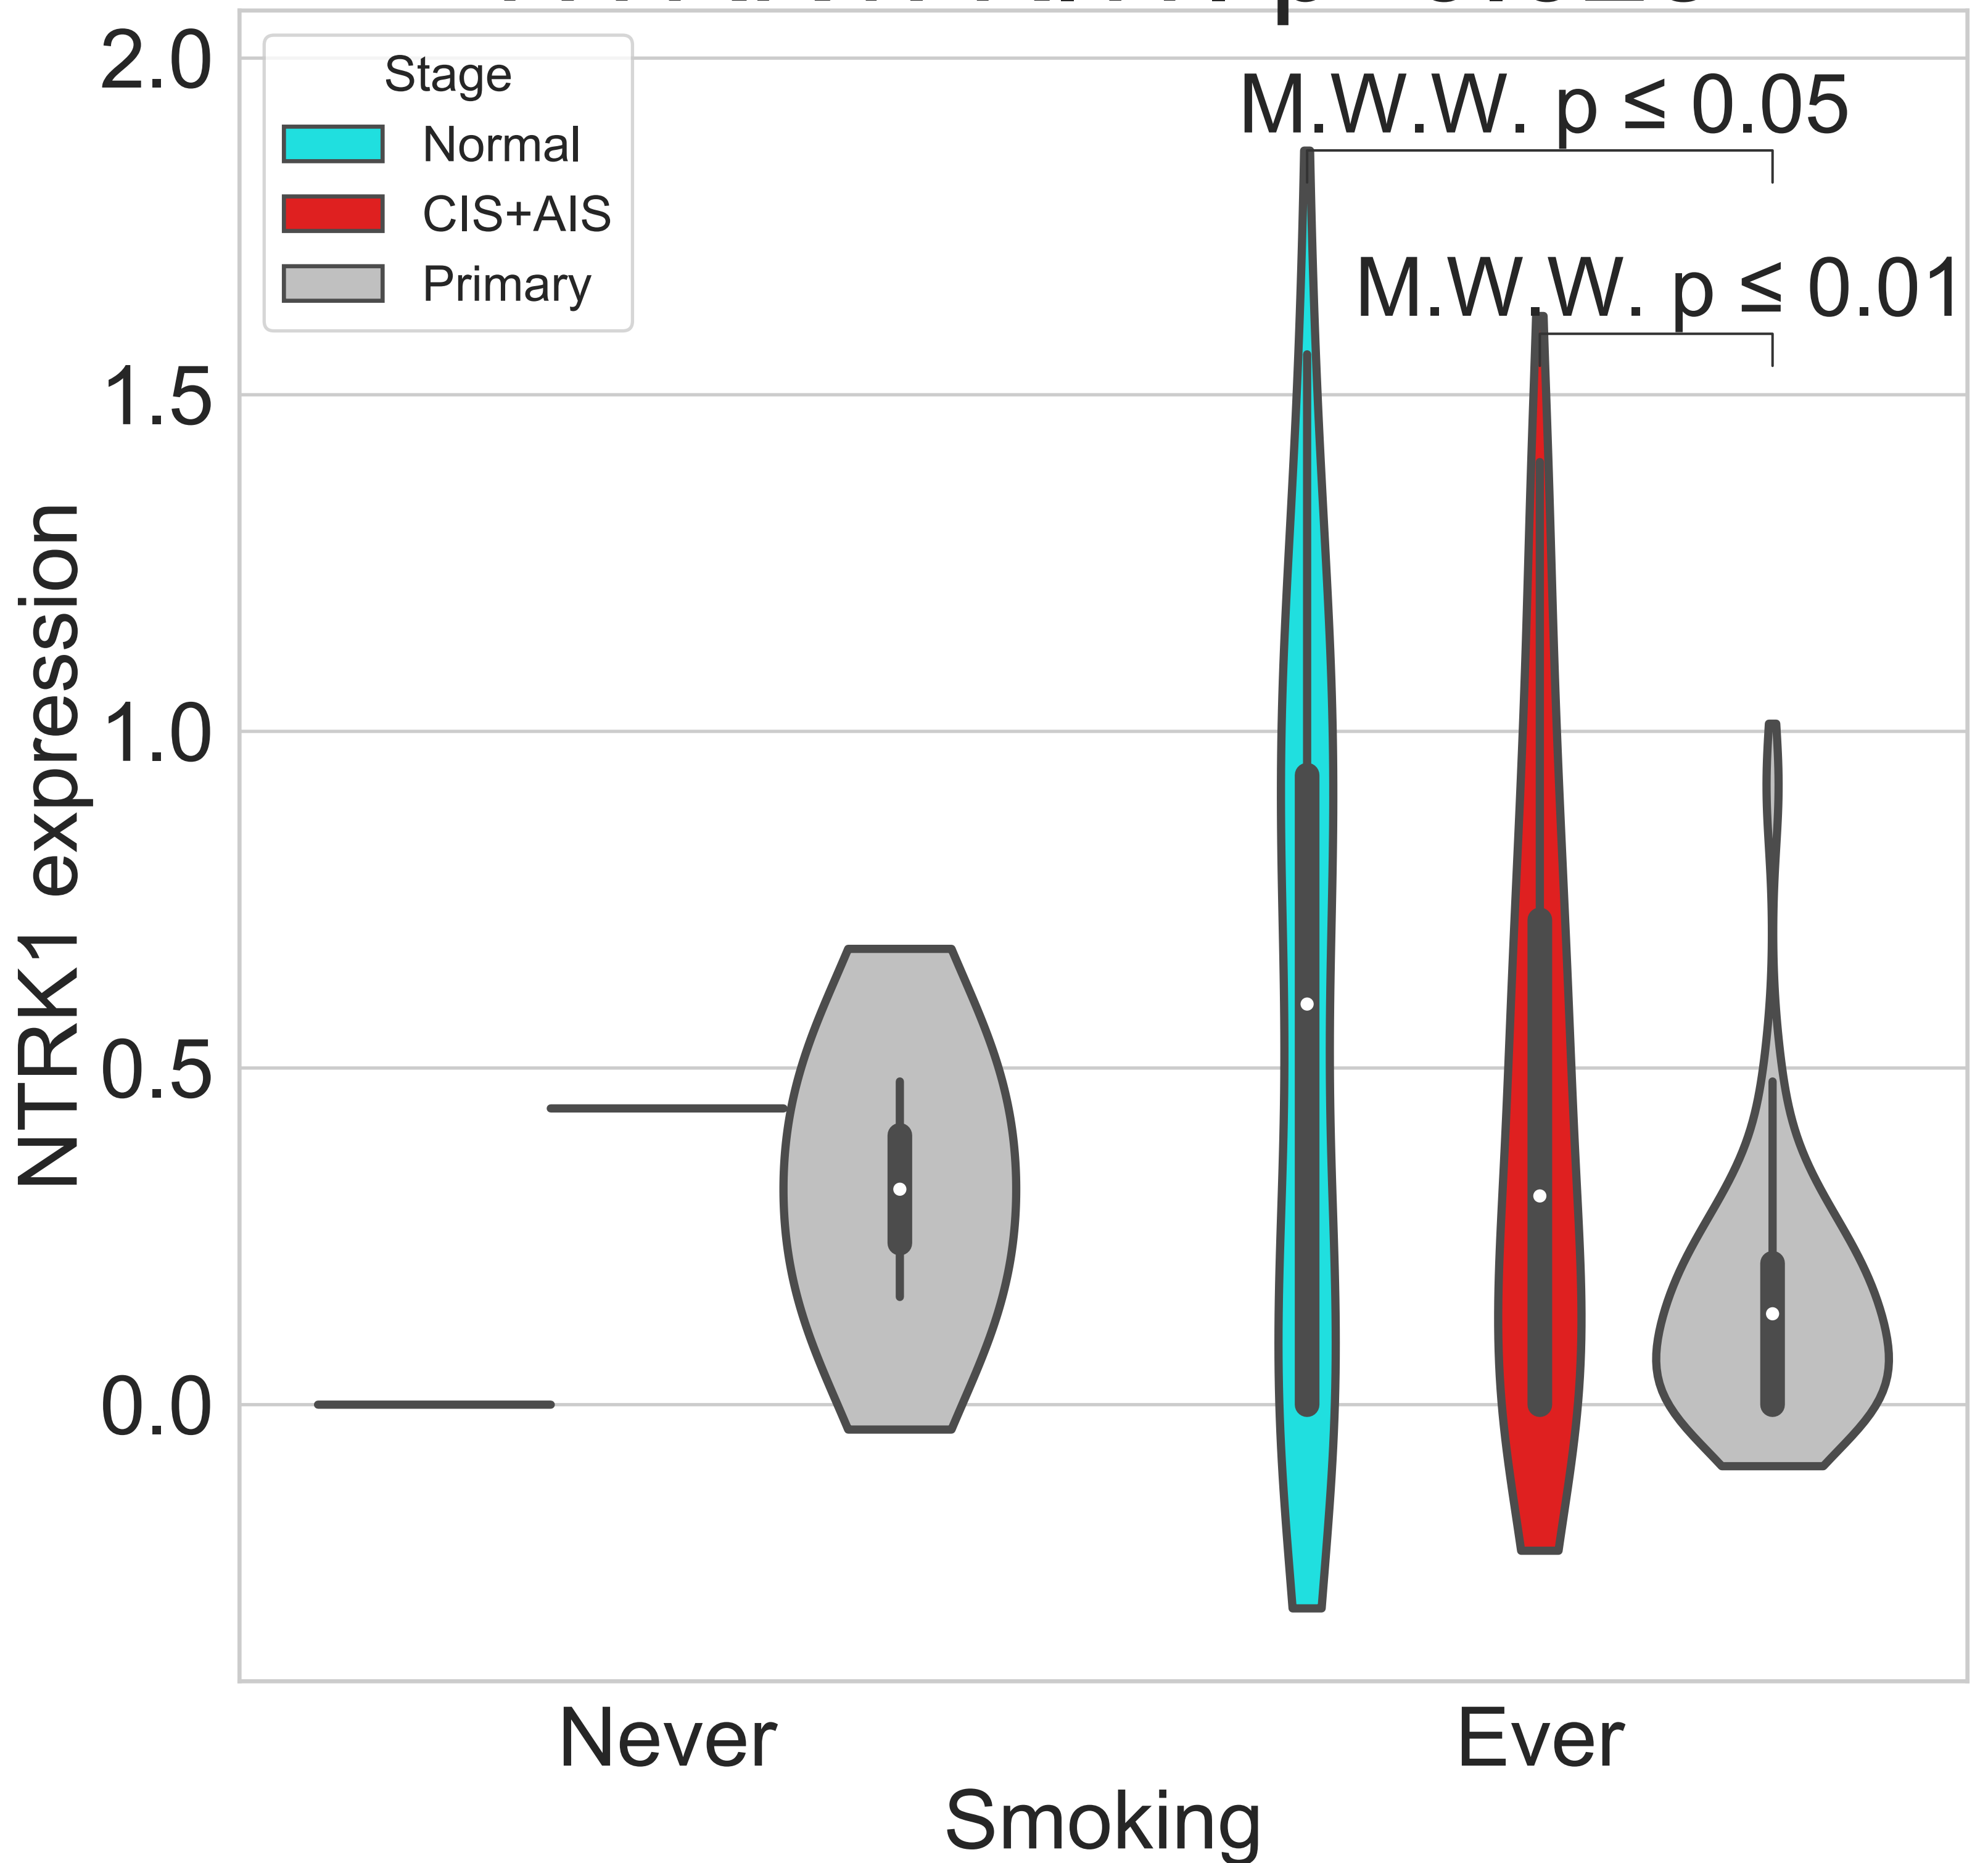 2.0
1.5
1.0
0.5
0.0
NTRK1 expression
Stage
Normal
CIS+AIS
Primary
M.W.W. p ≤ 0.05
M.W.W. p ≤ 0.01
Never
Ever
Smoking